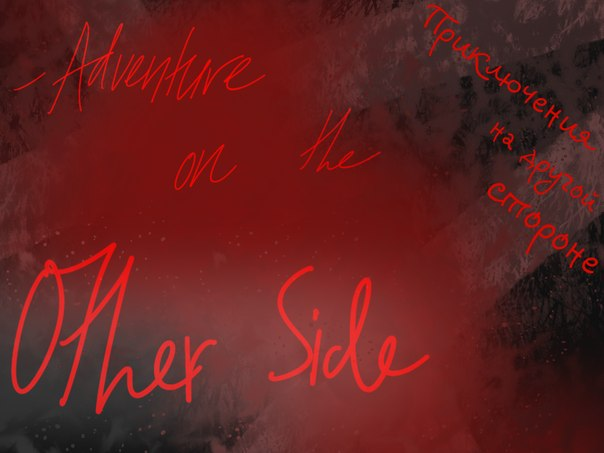 Adventure
on the
Other Side
Приключения
на другой
стороне